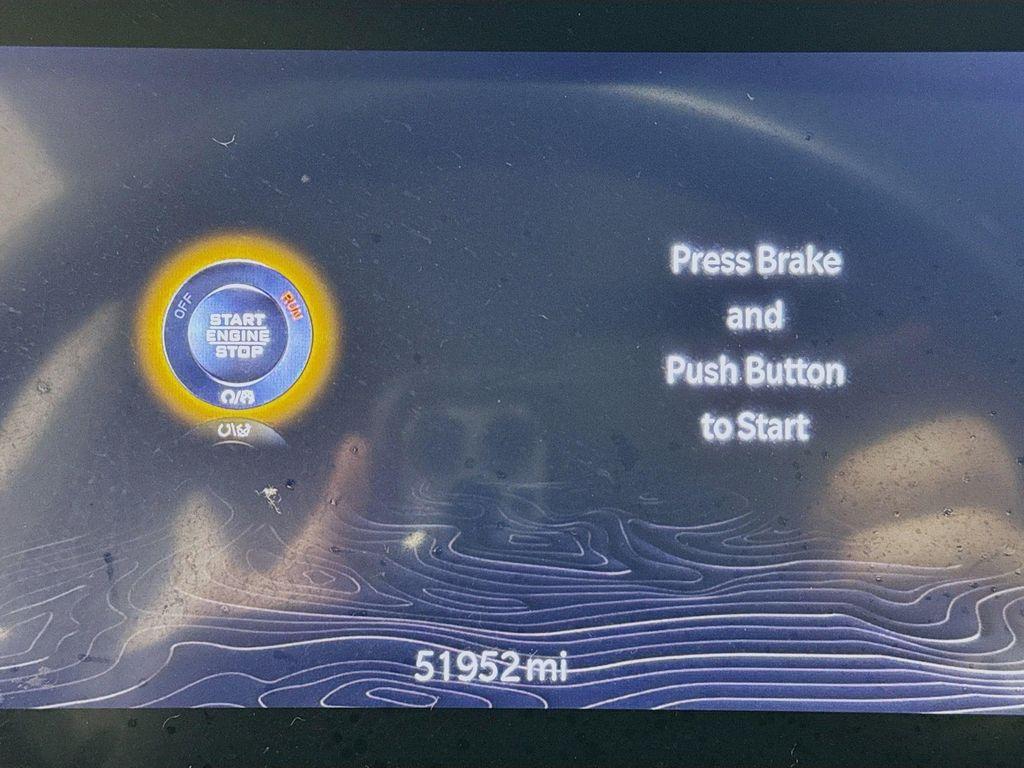 OFF
RUN
START
ENGINE
STOP
Press Brake
and
Push Button
to Start
51952 mi